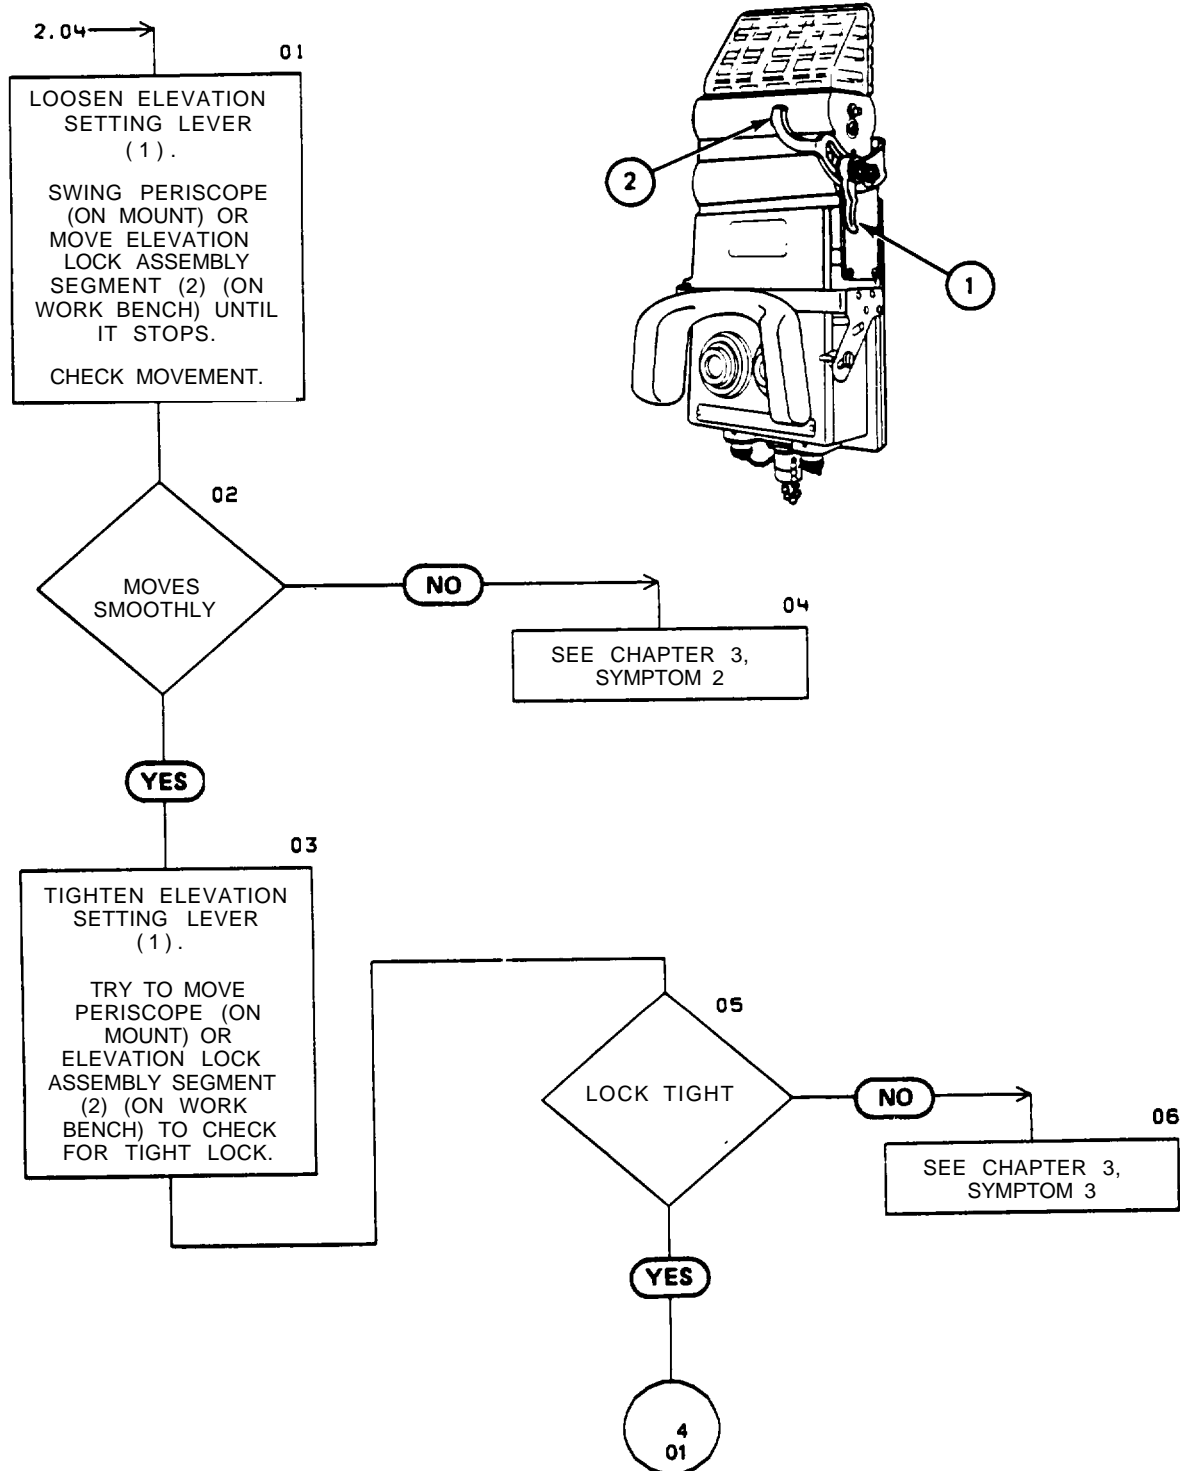 2.04
01
LOOSEN ELEVATION
SETTING LEVER
(1).
SWING PERISCOPE
(ON MOUNT) OR
MOVE ELEVATION
LOCK ASSEMBLY
SEGMENT (2) (ON
WORK BENCH) UNTIL
IT STOPS.
CHECK MOVEMENT.
2
1
02
MOVES
SMOOTHLY
NO
04
SEE CHAPTER 3,
SYMPTOM 2
YES
03
TIGHTEN ELEVATION
SETTING LEVER
(1).
TRY TO MOVE
PERISCOPE (ON
MOUNT) OR
ELEVATION LOCK
ASSEMBLY SEGMENT
(2) (ON WORK
BENCH) TO CHECK
FOR TIGHT LOCK.
05
LOCK TIGHT
NO
06
SEE CHAPTER 3,
SYMPTOM 3
YES
4
01